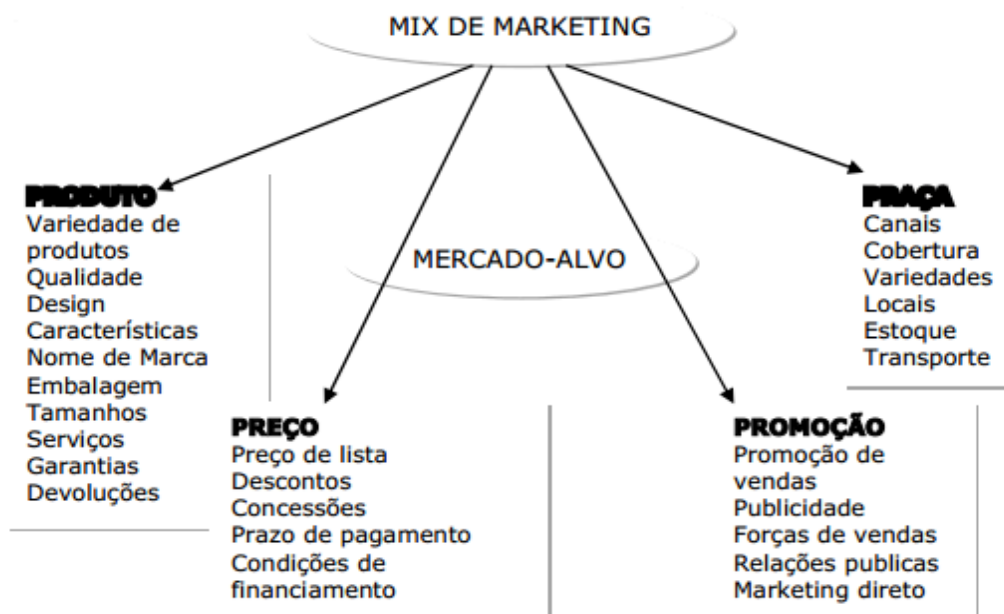 MIX DE MARKETING
PRODUTO
Variedade de
produtos
Qualidade
Design
Características
Nome de Marca
Embalagem
Tamanhos
Serviços
Garantias
Devoluções
MERCADO-ALVO
PRAÇA
Canais
Cobertura
Variedades
Locais
Estoque
Transporte
PREÇO
Preço de lista
Descontos
Concessões
Prazo de pagamento
Condições de
financiamento
PROMOÇÃO
Promoção de
vendas
Publicidade
Forças de vendas
Relações publicas
Marketing direto